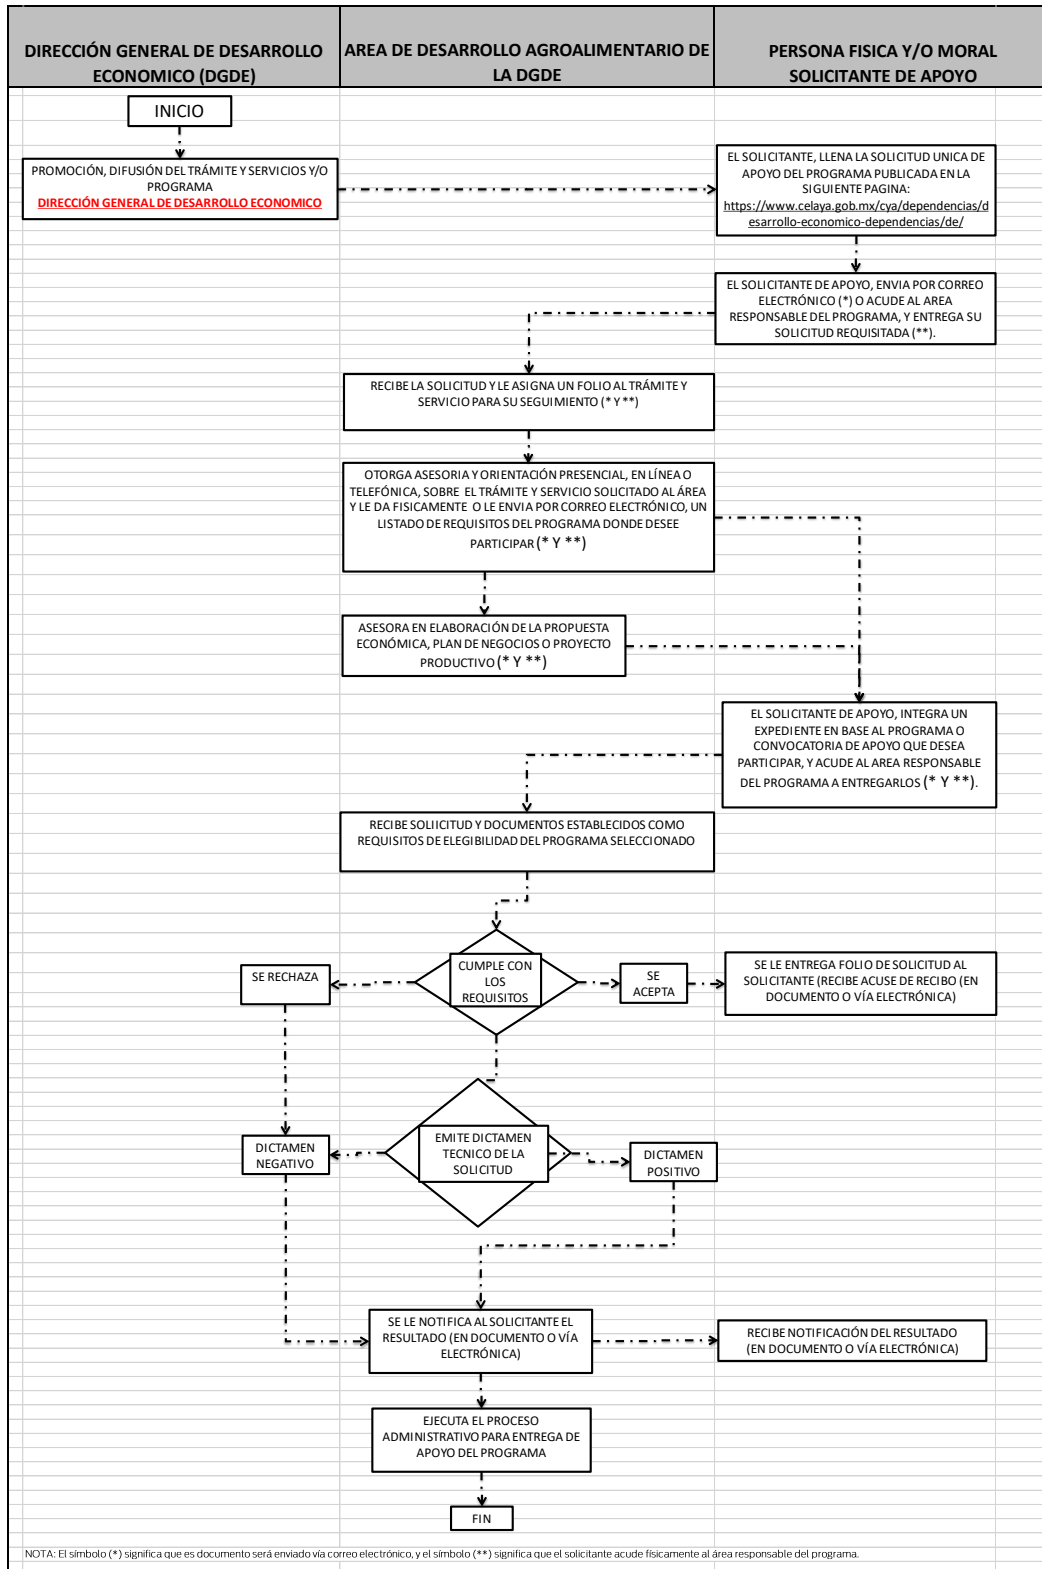 DIRECCIÓN GENERAL DE DESARROLLO
ECONOMICO (DGDE)
AREA DE DESARROLLO AGROALIMENTARIO DE
LA DGDE
PERSONA FISICA Y/O MORAL
SOLICITANTE DE APOYO
INICIO
PROMOCIÓN, DIFUSIÓN DEL TRÁMITE Y SERVICIOS Y/O
PROGRAMA
DIRECCIÓN GENERAL DE DESARROLLO ECONOMICO
EL SOLICITANTE, LLENA LA SOLICITUD UNICA DE
APOYO DEL PROGRAMA PUBLICADA EN LA
SIGUIENTE PAGINA:
https://www.celaya.gob.mx/cya/dependencias/d
esarrollo-economico-dependencias/de/
EL SOLICITANTE DE APOYO, ENVIA POR CORREO
ELECTRÓNICO (*) O ACUDE AL AREA
RESPONSABLE DEL PROGRAMA, Y ENTREGA SU
SOLICITUD REQUISITADA (**).
RECIBE LA SOLICITUD Y LE ASIGNA UN FOLIO AL TRÁMITE Y
SERVICIO PARA SU SEGUIMIENTO (* Y **)
OTORGA ASESORIA Y ORIENTACIÓN PRESENCIAL, EN LÍNEA O
TELEFÓNICA, SOBRE EL TRÁMITE Y SERVICIO SOLICITADO AL ÁREA
Y LE DA FISICAMENTE O LE ENVIA POR CORREO ELECTRÓNICO, UN
LISTADO DE REQUISITOS DEL PROGRAMA DONDE DESEE
PARTICIPAR (* Y **)
ASESORA EN ELABORACIÓN DE LA PROPUESTA
ECONÓMICA, PLAN DE NEGOCIOS O PROYECTO
PRODUCTIVO (* Y **)
EL SOLICITANTE DE APOYO, INTEGRA UN
EXPEDIENTE EN BASE AL PROGRAMA O
CONVOCATORIA DE APOYO QUE DESEA
PARTICIPAR, Y ACUDE AL AREA RESPONSABLE
DEL PROGRAMA A ENTREGARLOS (* Y **).
RECIBE SOLIICITUD Y DOCUMENTOS ESTABLECIDOS COMO
REQUISITOS DE ELEGIBILIDAD DEL PROGRAMA SELECCIONADO
SE RECHAZA
CUMPLE CON
LOS
REQUISITOS
SE
ACEPTA
SE LE ENTREGA FOLIO DE SOLICITUD AL
SOLICITANTE (RECIBE ACUSE DE RECIBO (EN
DOCUMENTO O VÍA ELECTRÓNICA)
DICTAMEN
NEGATIVO
EMITE DICTAMEN
TECNICO DE LA
SOLICITUD
DICTAMEN
POSITIVO
SE LE NOTIFICA AL SOLICITANTE EL
RESULTADO (EN DOCUMENTO O VÍA
ELECTRÓNICA)
RECIBE NOTIFICACIÓN DEL RESULTADO
(EN DOCUMENTO O VÍA ELECTRÓNICA)
EJECUTA EL PROCESO
ADMINISTRATIVO PARA ENTREGA DE
APOYO DEL PROGRAMA
FIN
NOTA: El símbolo (*) significa que es documento será enviado vía correo electrónico, y el símbolo (**) significa que el solicitante acude físicamente al área responsable del programa.